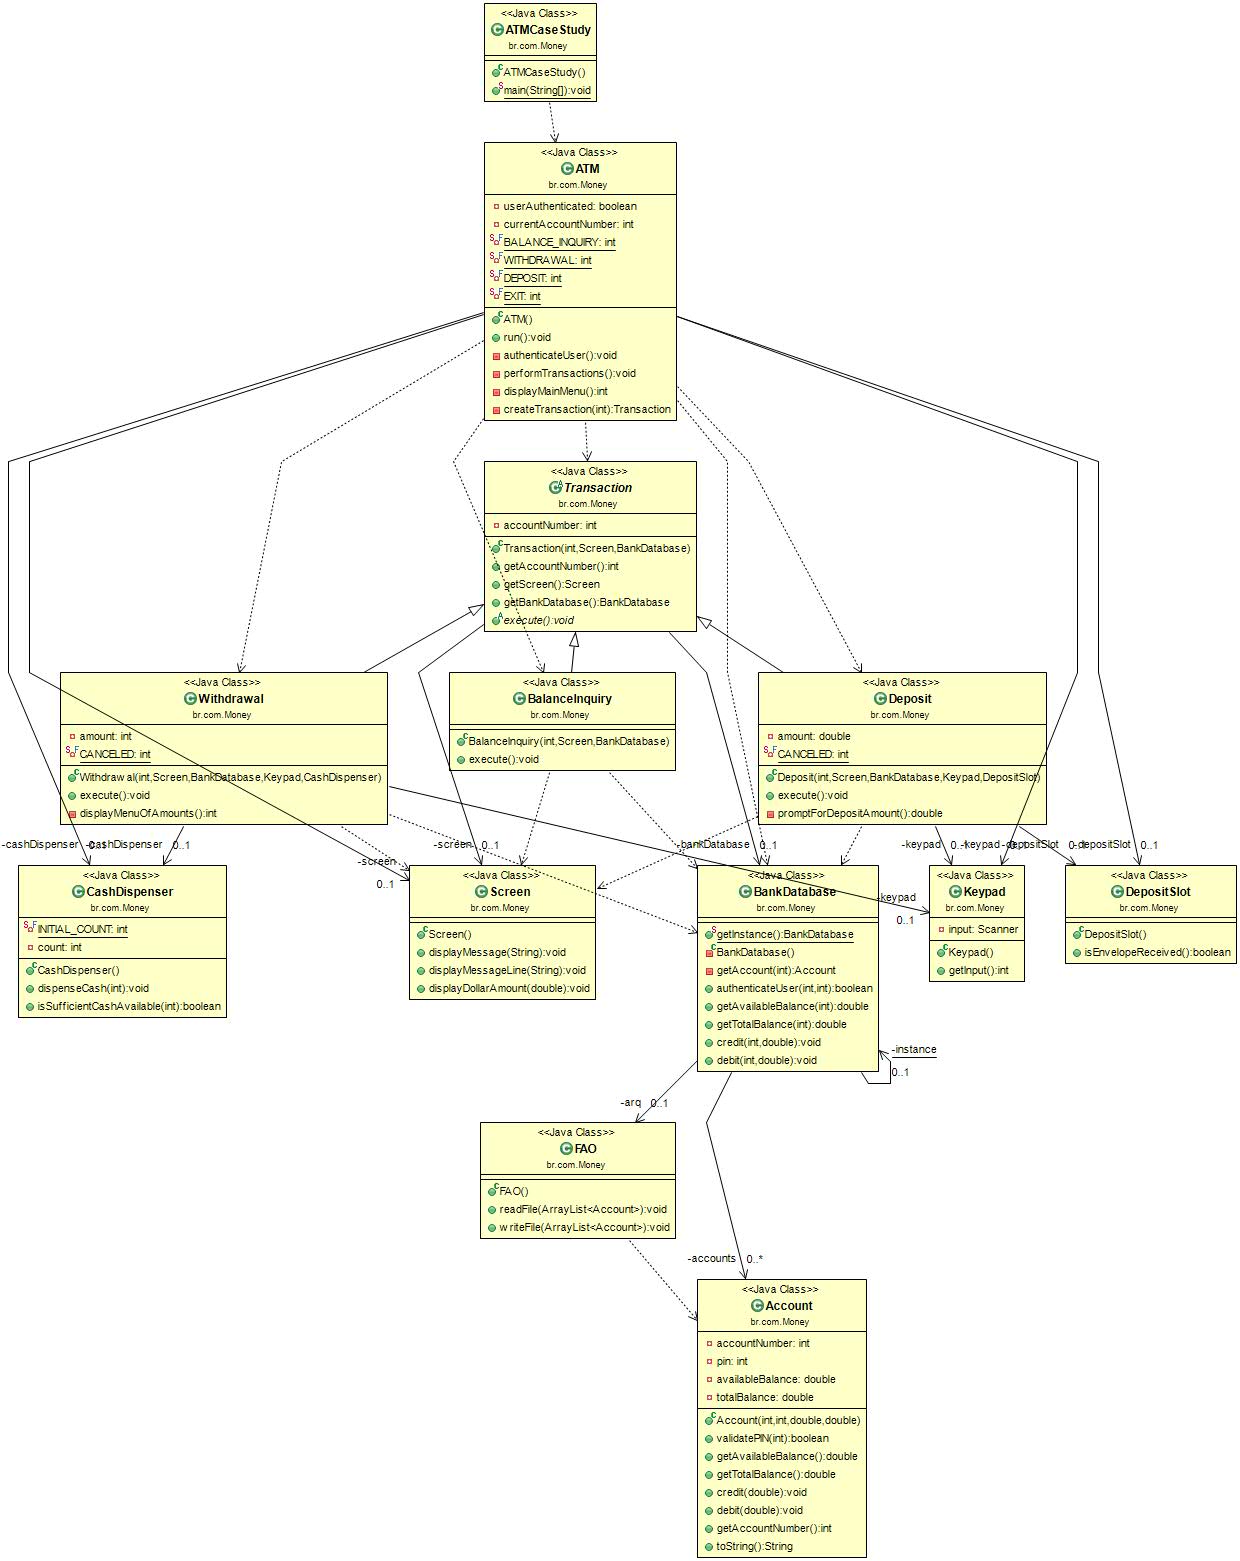 <<Java Class>>
ATMCaseStudy
br.com.Money
ATMCaseStudy()
main(String[]):void
<<Java Class>>
ATM
br.com.Money
userAuthenticated: boolean
currentAccountNumber: int
BALANCE_INQUIRY: int
WITHDRAWAL: int
DEPOSIT: int
EXIT: int
ATM()
run():void
authenticateUser():void
performTransactions():void
displayMainMenu():int
createTransaction(int):Transaction
<<Java Class>>
Transaction
br.com.Money
accountNumber: int
Transaction(int,Screen,BankDatabase)
getAccountNumber():int
getScreen():Screen
getBankDatabase():BankDatabase
execute():void
<<Java Class>>
Withdrawal
br.com.Money
amount: int
CANCELED: int
Withdrawal(int,Screen,BankDatabase,Keypad,CashDispenser)
execute():void
displayMenuOfAmounts():int
<<Java Class>>
BalanceInquiry
br.com.Money
BalanceInquiry(int,Screen,BankDatabase)
execute():void
<<Java Class>>
Deposit
br.com.Money
amount: double
CANCELED: int
Deposit(int,Screen,BankDatabase,Keypad,DepositSlot)
execute():void
promptForDepositAmount():double
-cashDispenser
0..1
-cashDispenser
0..1
-screen
0..1
-screen
0..1
-bankDatabase
0..1
-keypad
0..1
-keypad
0..1
-depositSlot
0..1
-depositSlot
0..1
-keypad
0..1
<<Java Class>>
CashDispenser
br.com.Money
INITIAL_COUNT: int
count: int
CashDispenser()
dispenseCash(int):void
isSufficientCashAvailable(int):boolean
<<Java Class>>
Screen
br.com.Money
Screen()
displayMessage(String):void
displayMessageLine(String):void
displayDollarAmount(double):void
<<Java Class>>
BankDatabase
br.com.Money
getInstance():BankDatabase
BankDatabase()
getAccount(int):Account
authenticateUser(int,int):boolean
getAvailableBalance(int):double
getTotalBalance(int):double
credit(int,double):void
debit(int,double):void
<<Java Class>>
Keypad
br.com.Money
input: Scanner
Keypad()
getInput():int
<<Java Class>>
DepositSlot
br.com.Money
DepositSlot()
isEnvelopeReceived():boolean
-instance
0..1
-arq
0..1
<<Java Class>>
FAO
br.com.Money
FAO()
readFile(ArrayList<Account>):void
writeFile(ArrayList<Account>):void
-accounts
0..*
<<Java Class>>
Account
br.com.Money
accountNumber: int
pin: int
availableBalance: double
totalBalance: double
Account(int,int,double,double)
validatePIN(int):boolean
getAvailableBalance():double
getTotalBalance():double
credit(double):void
debit(double):void
getAccountNumber():int
toString():String